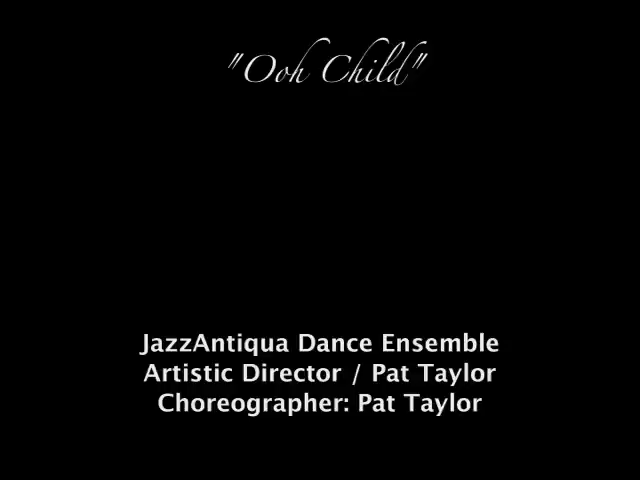 "Ooh Child"
JazzAntiqua Dance Ensemble
Artistic Director / Pat Taylor
Choreographer: Pat Taylor